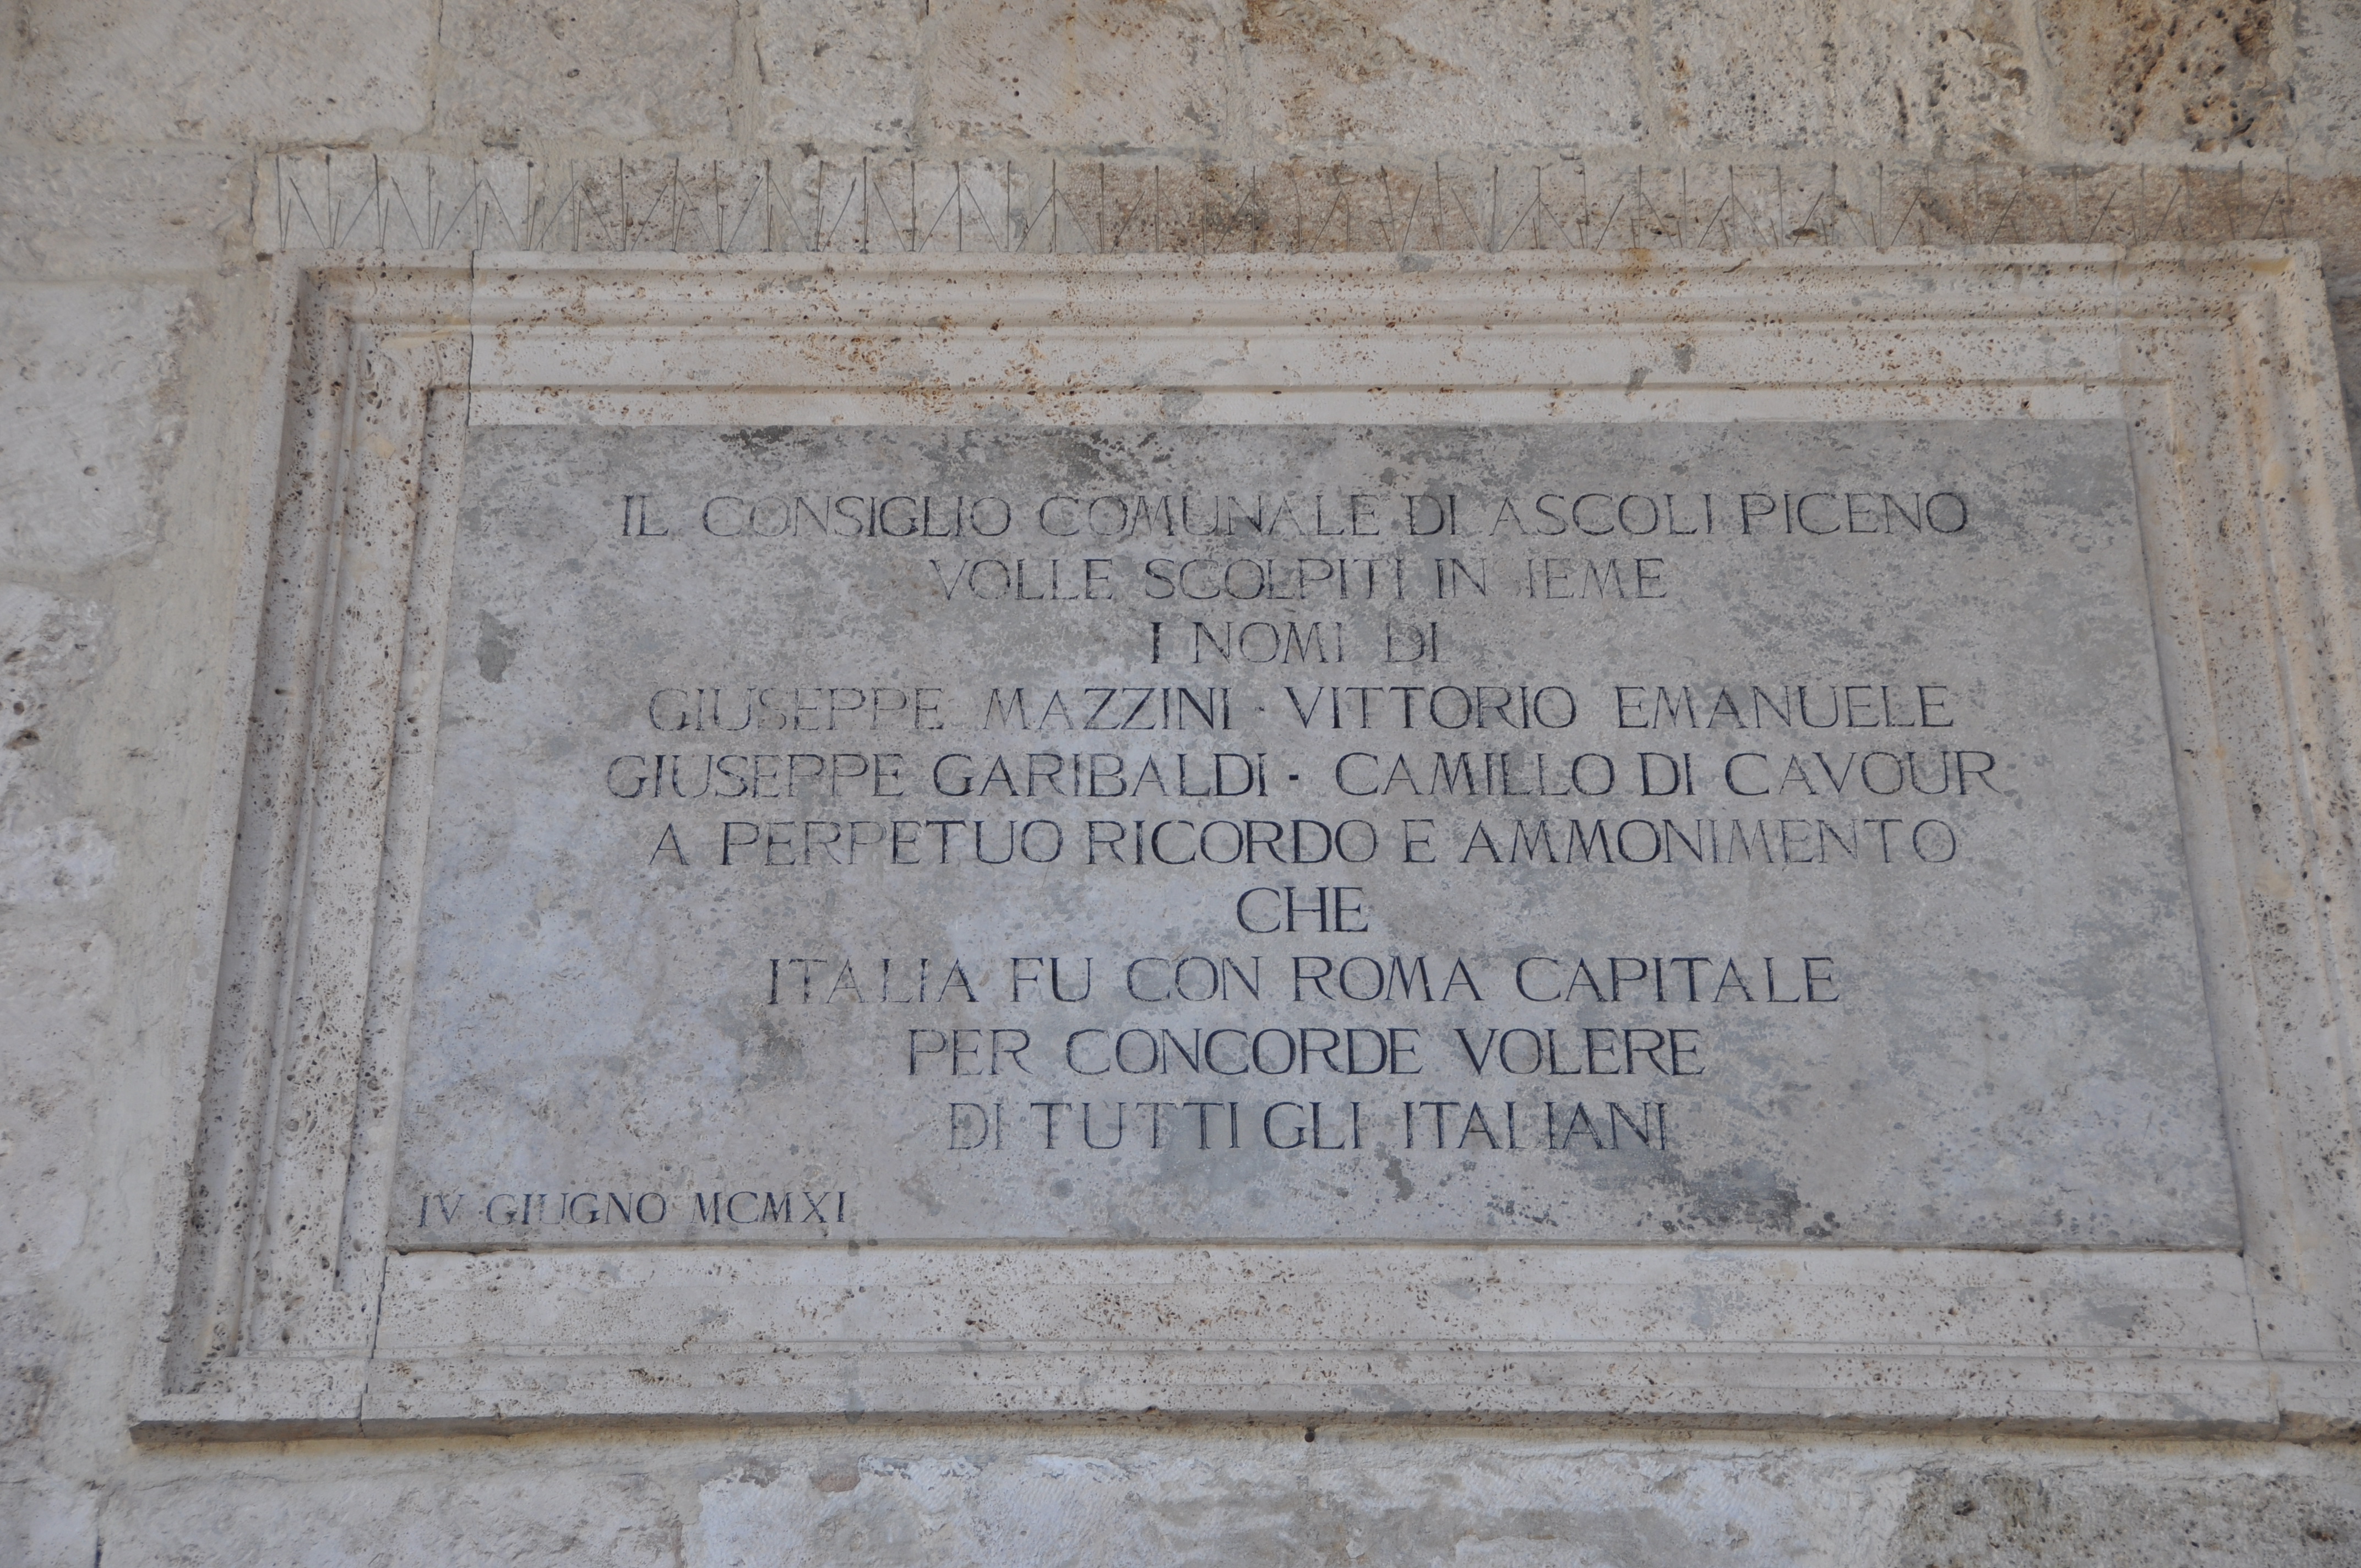 IL CONSIGLIO COMUNALE DI ASCOLI PICENO
VOLLE SCOLPITI INSIEME
I NOMI DI
GIUSEPPE MAZZINI - VITTORIO EMANUELE
GIUSEPPE GARIBALDI - CAMILLO DI CAVOUR
A PERPETUO RICORDO E AMMONIMENTO
CHE
ITALIA FU CON ROMA CAPITALE
PER CONCORDE VOLERE
DI TUTTI GLI ITALIANI
IV GIUGNO MCMXI